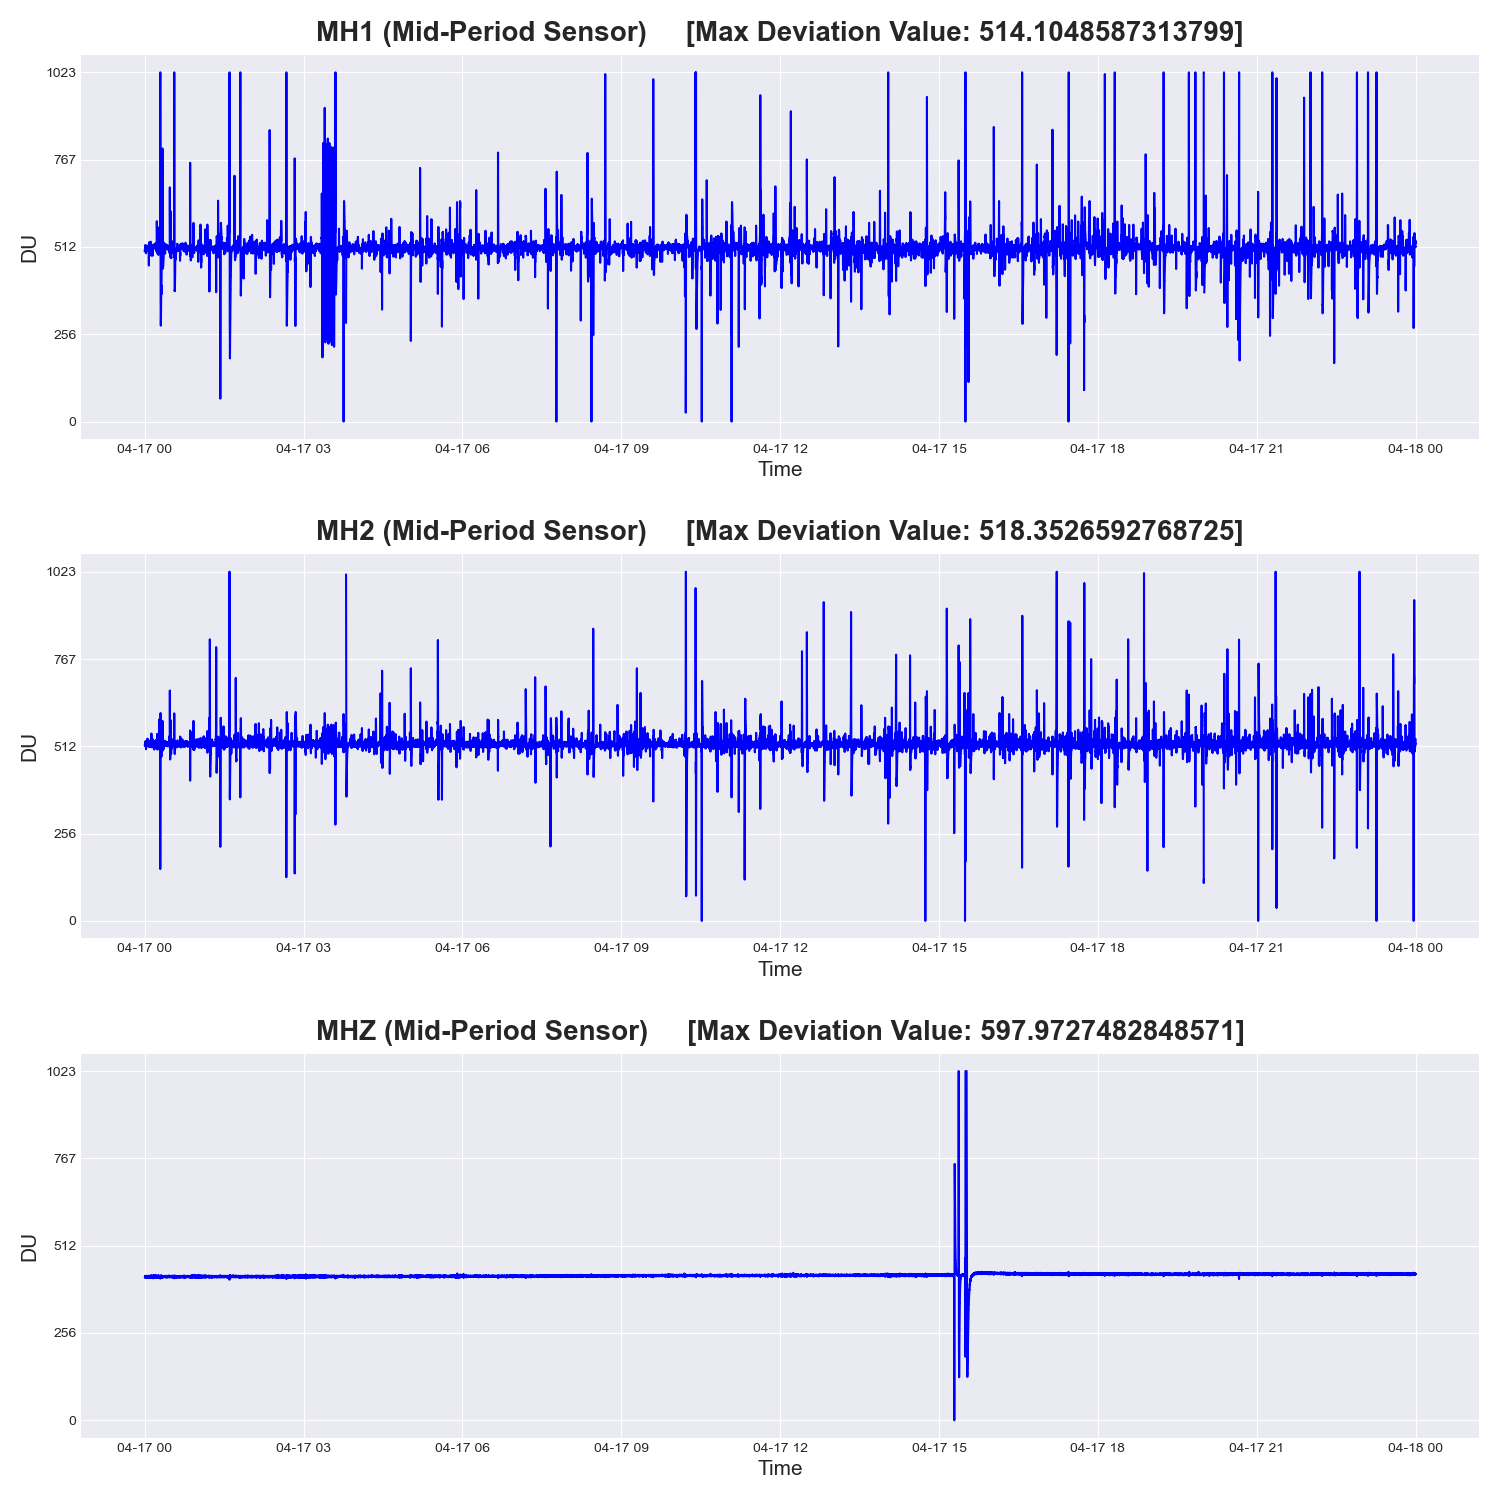 MH1 (Mid-Period Sensor)     [Max Deviation Value: 514.1048587313799]
1023
767
512
256
0
DU
04-17 00 04-17 03 04-17 06 04-17 09 04-17 12 04-17 15 04-17 18 04-17 21 04-18 00
Time
MH2 (Mid-Period Sensor)     [Max Deviation Value: 518.3526592768725]
1023
767
512
256
0
DU
04-17 00 04-17 03 04-17 06 04-17 09 04-17 12 04-17 15 04-17 18 04-17 21 04-18 00
Time
MHZ (Mid-Period Sensor)     [Max Deviation Value: 597.9727482848571]
1023
767
512
256
0
DU
04-17 00 04-17 03 04-17 06 04-17 09 04-17 12 04-17 15 04-17 18 04-17 21 04-18 00
Time